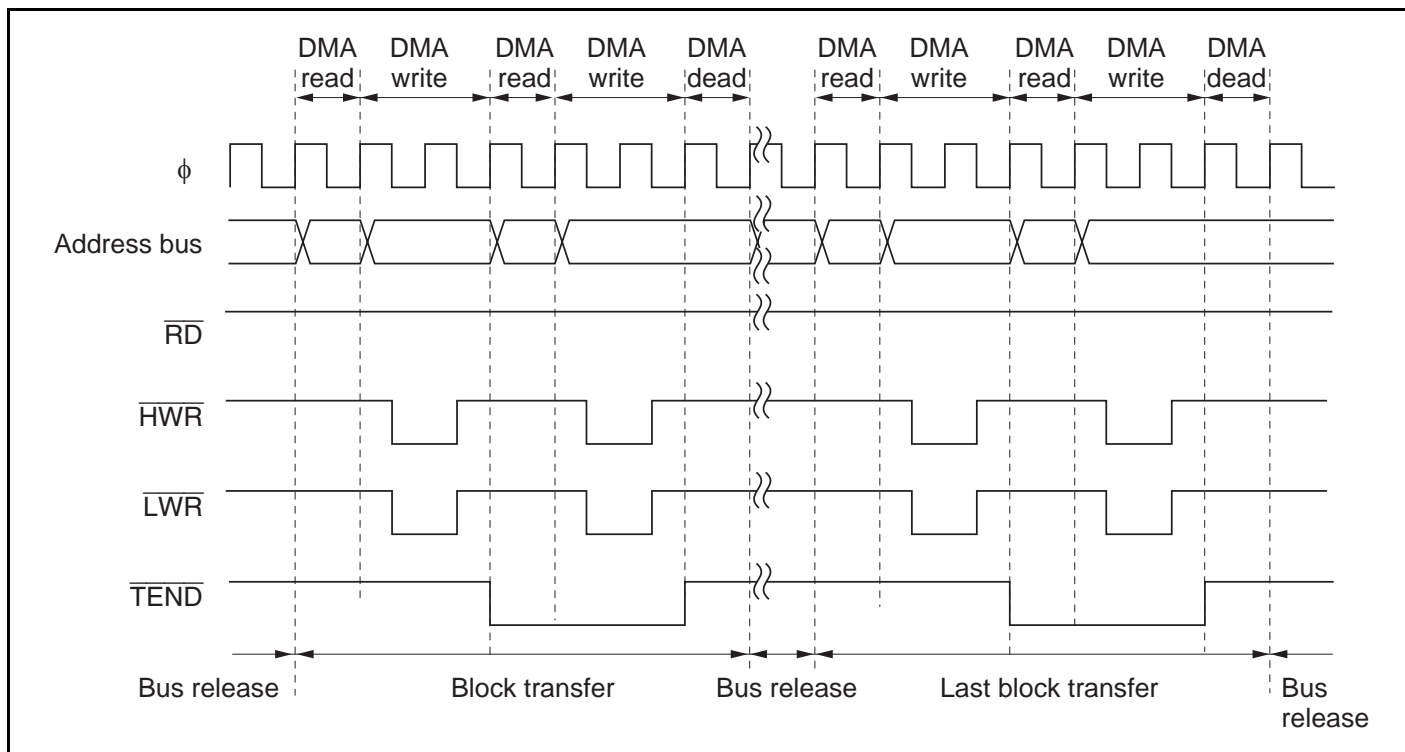 DMA read DMA write DMA read DMA write DMA dead DMA read DMA write DMA read DMA write DMA dead
ϕ
Address bus
RD
HWR
LWR
TEND
Bus release Block transfer Bus release Last block transfer Bus release